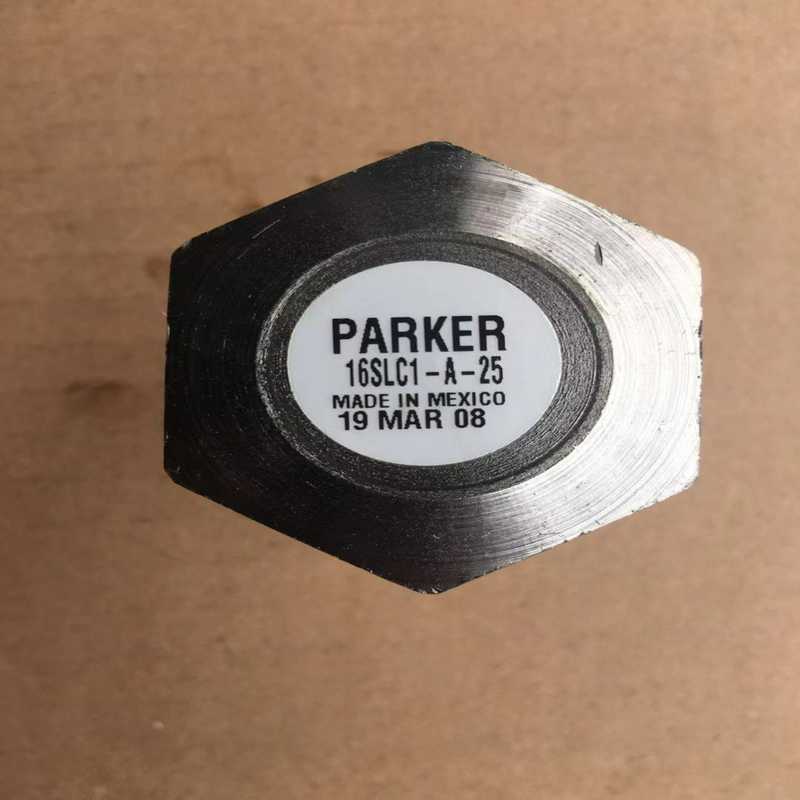 PARKER
16SLC1-A-25
MADE IN MEXICO
19 MAR 08